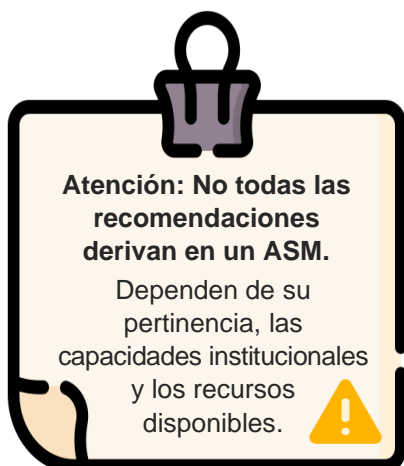 Atención: No todas las
recomendaciones
derivan en un ASM.
Dependen de su
pertinencia, las
capacidades institucionales
y los recursos
disponibles.